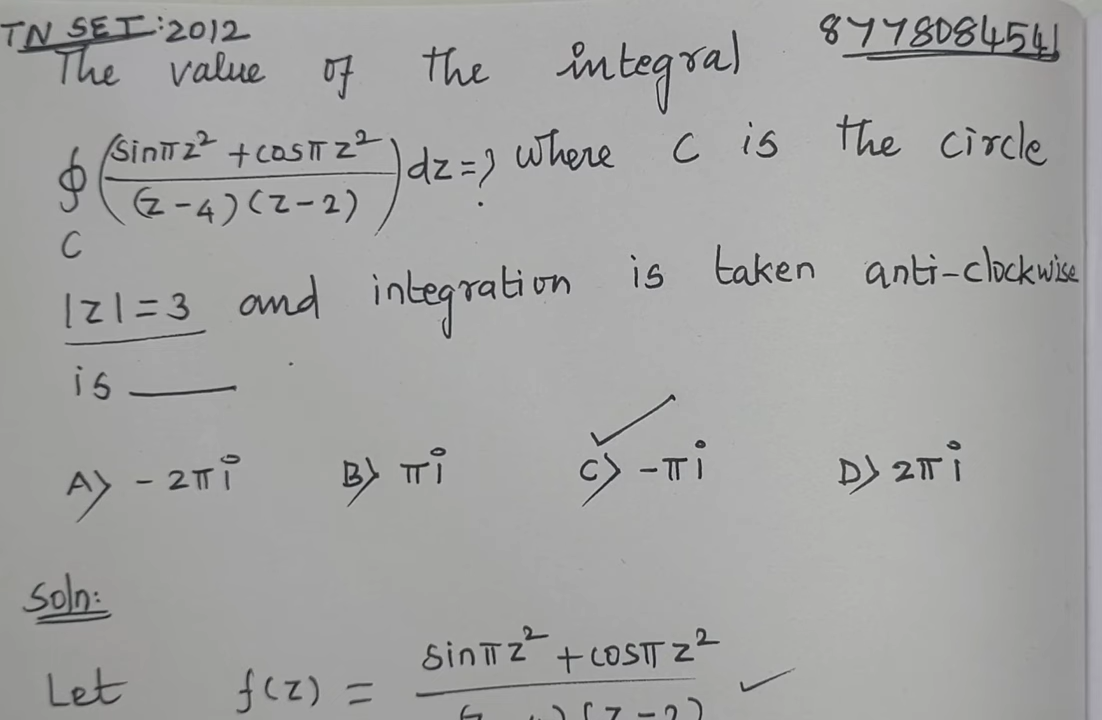 TN SET:2012 8778084541
The value of the integral
∮ ( sinπz² + cosπz² / (z-4)(z-2) ) dz=? where C is the circle
C
|z|=3 and integration is taken anti-clockwise
is ____
A) -2πi B) πi C) -πi D) 2πi
Soln:
Let f(z) = sinπz² + cosπz²
(z-2)